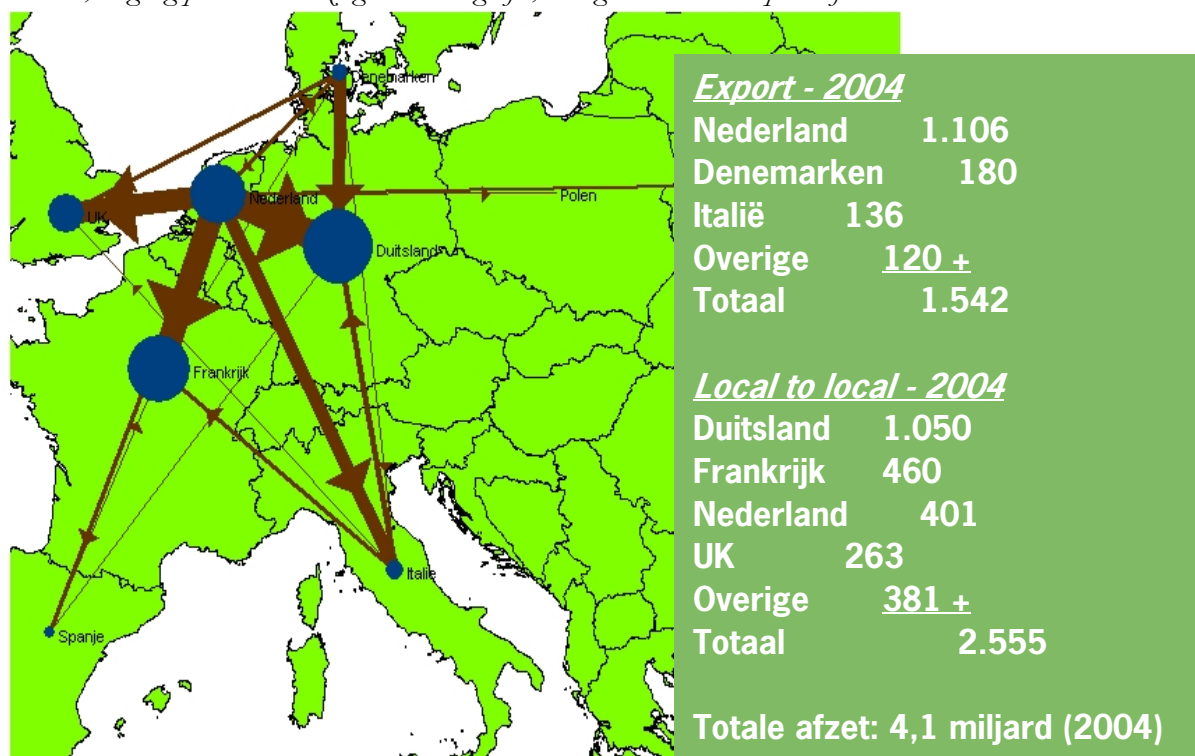 Denemarken
Nederland
UK
Polen
Duitsland
Frankrijk
Italie
Spanje
Export - 2004
Nederland 1.106
Denemarken 180
Italië 136
Overige 120 +
Totaal 1.542
Local to local - 2004
Duitsland 1.050
Frankrijk 460
Nederland 401
UK 263
Overige 381 +
Totaal 2.555
Totale afzet: 4,1 miljard (2004)